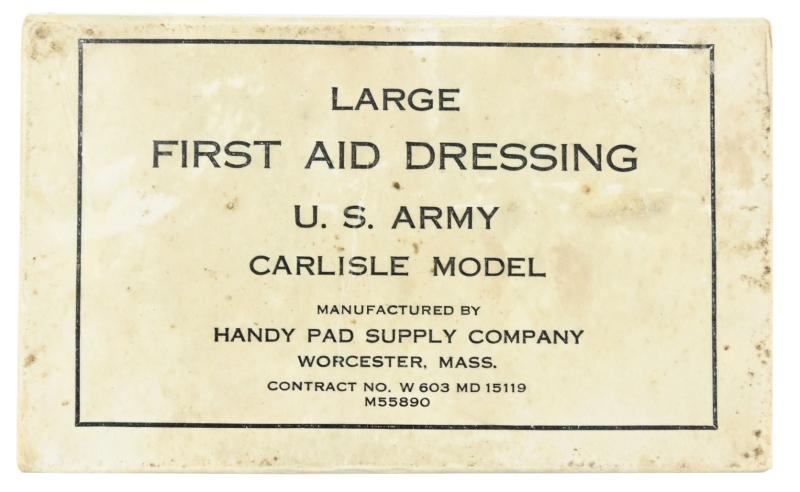 LARGE
FIRST AID DRESSING
U. S. ARMY
CARLISLE MODEL
MANUFACTURED BY
HANDY PAD SUPPLY COMPANY
WORCESTER, MASS.
CONTRACT NO. W 603 MD 15119
M55890